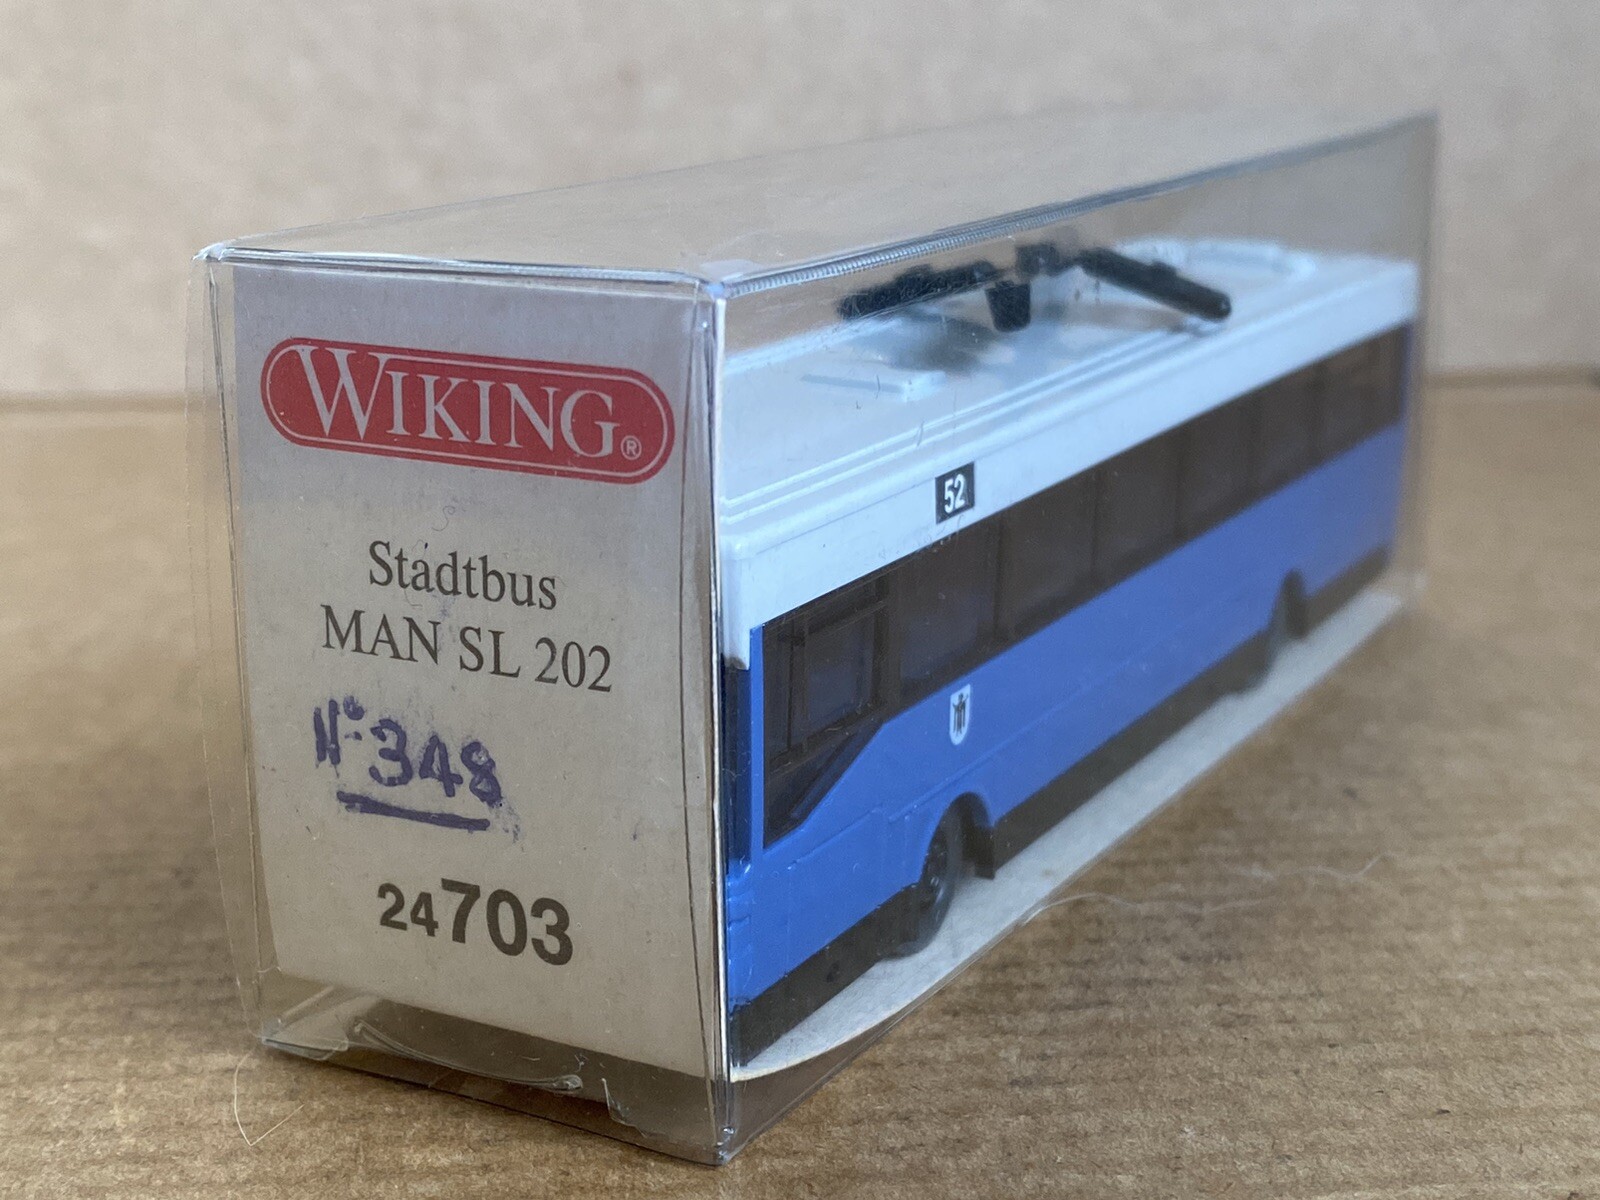 WIKING®
Stadtbus
MAN SL 202
N° 348
24703
52